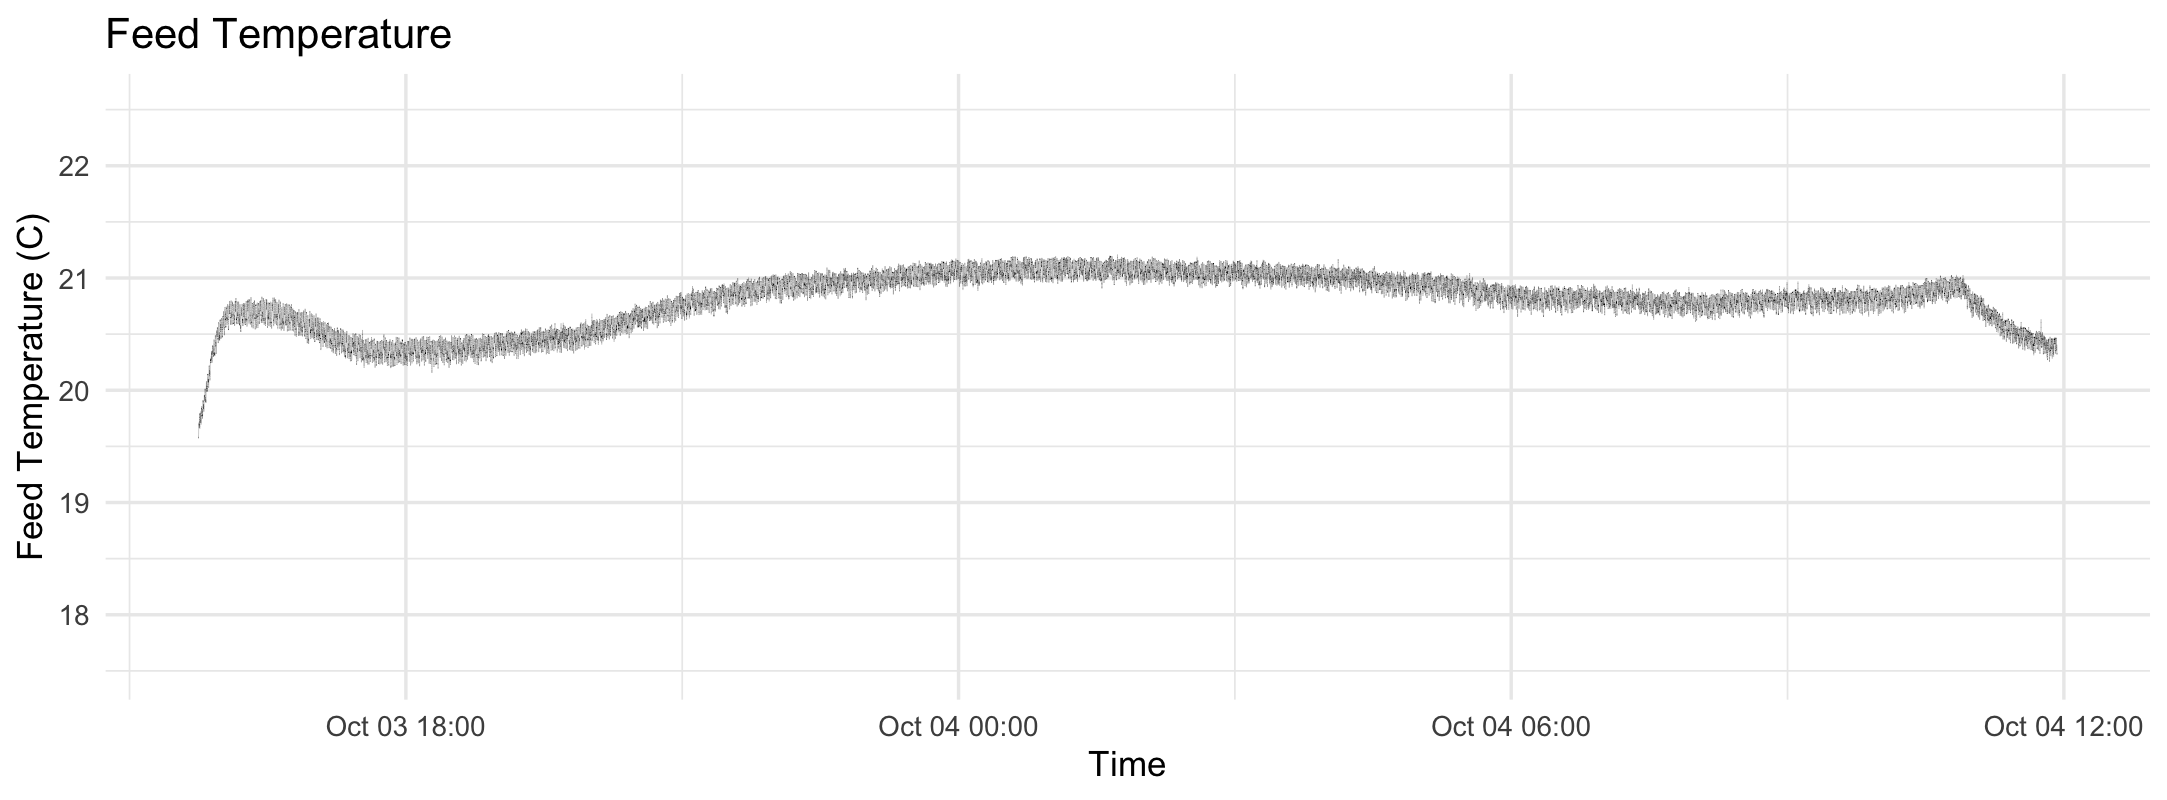 Feed Temperature
Feed Temperature (C)
22
21
20
19
18
Oct 03 18:00
Oct 04 00:00
Oct 04 06:00
Oct 04 12:00
Time